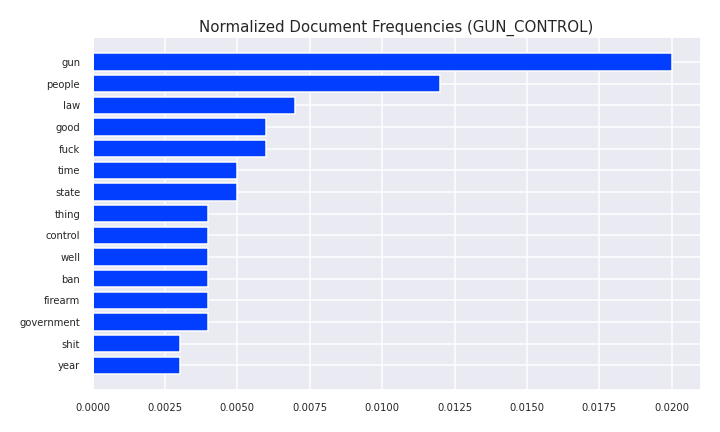 Normalized Document Frequencies (GUN_CONTROL)
gun
people
law
good
fuck
time
state
thing
control
well
ban
firearm
government
shit
year
0.0000 0.0025 0.0050 0.0075 0.0100 0.0125 0.0150 0.0175 0.0200